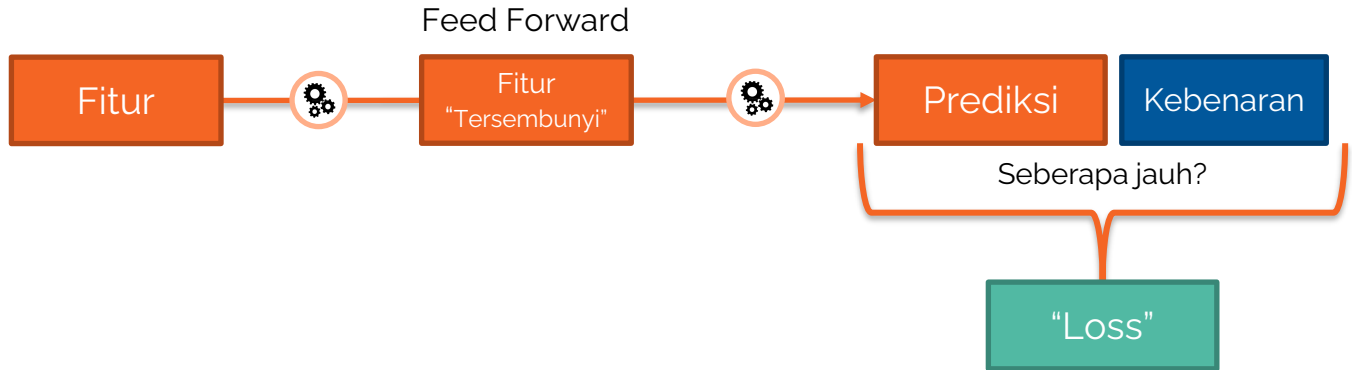 Feed Forward
Fitur
Fitur
“Tersembunyi”
Prediksi
Kebenaran
Seberapa jauh?
“Loss”